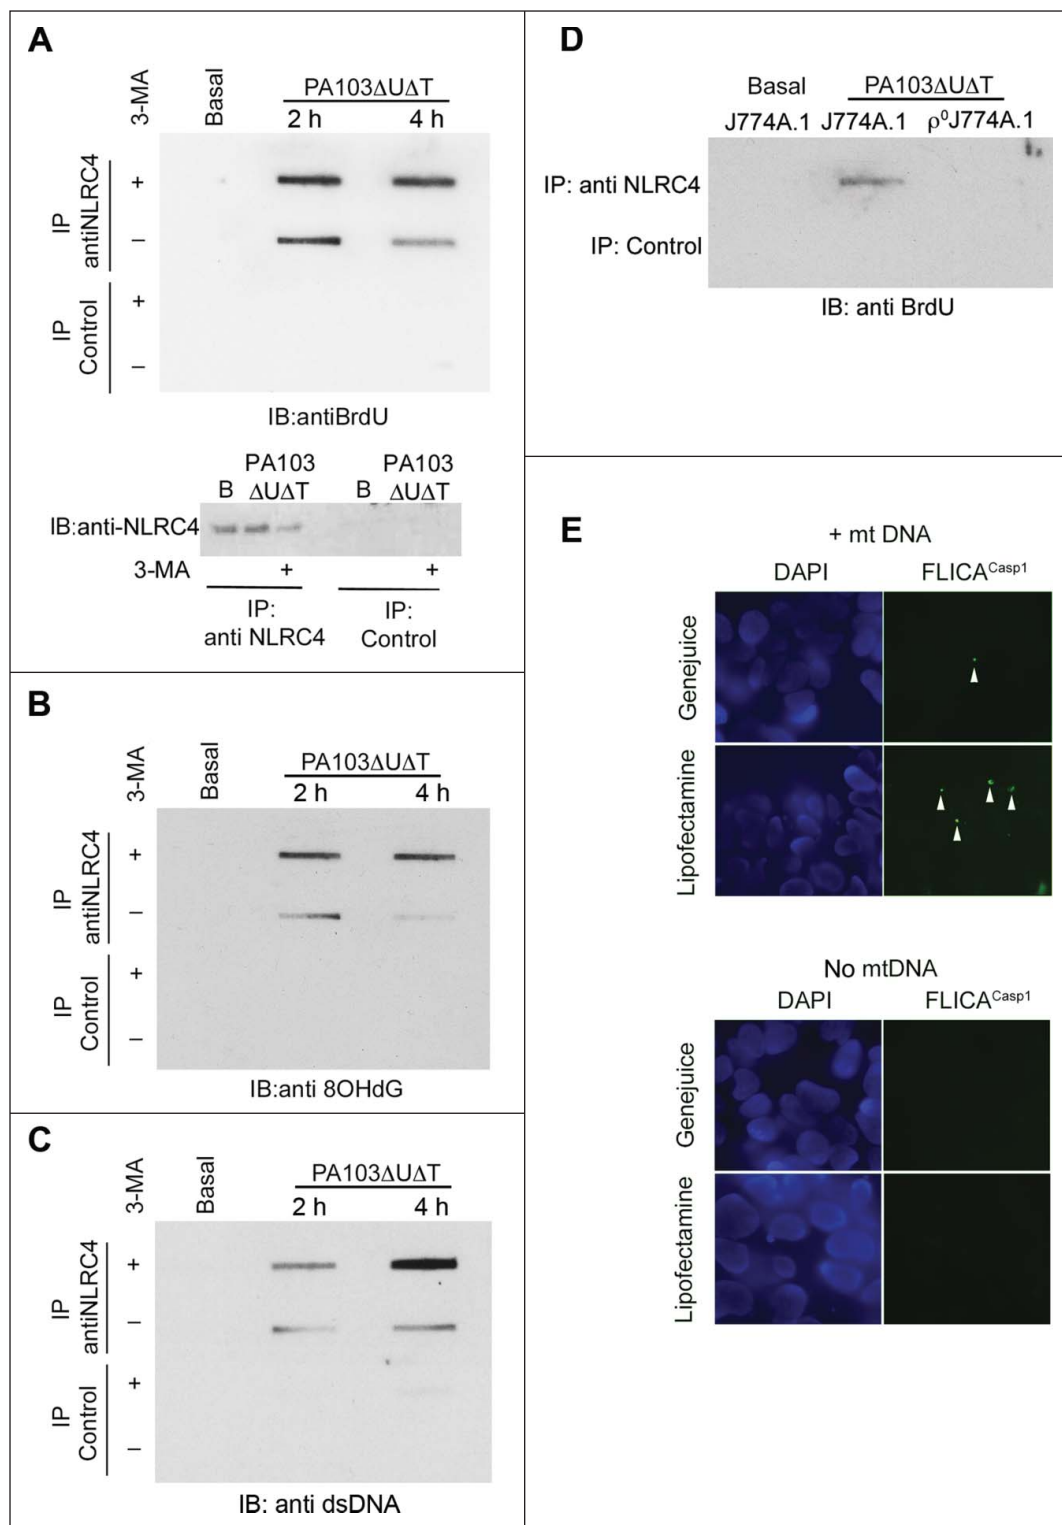 A
3-MA
Basal
PA103ΔUΔT
2 h 4 h
IP
antiNLRC4
+
–
IP
Control
+
–
IB:antiBrdU
PA103 PA103
B ΔUΔT B ΔUΔT
IB:anti-NLRC4
3-MA + +
IP: IP:
anti NLRC4 Control
B
3-MA
Basal
PA103ΔUΔT
2 h 4 h
IP
antiNLRC4
+
–
IP
Control
+
–
IB:anti 8OHdG
C
3-MA
Basal
PA103ΔUΔT
2 h 4 h
IP
antiNLRC4
+
–
IP
Control
+
–
IB: anti dsDNA
D
Basal PA103ΔUΔT
J774A.1 J774A.1 ρ⁰J774A.1
IP: anti NLRC4
IP: Control
IB: anti BrdU
E
+ mt DNA
DAPI FLICA^Casp1
Genejuice
Lipofectamine
No mtDNA
DAPI FLICA^Casp1
Genejuice
Lipofectamine